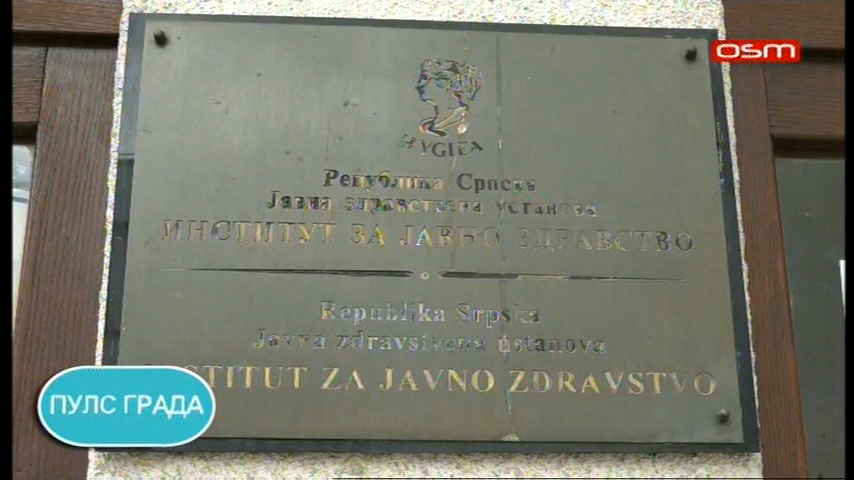 OSM
HYGIEA
Република Српска
Јавна здравствена установа
ИНСТИТУТ ЗА ЈАВНО ЗДРАВСТВО
Republika Srpska
Javna zdravstvena ustanova
STITUT ZA JAVNO ZDRAVSTVO
ПУЛС ГРАДА